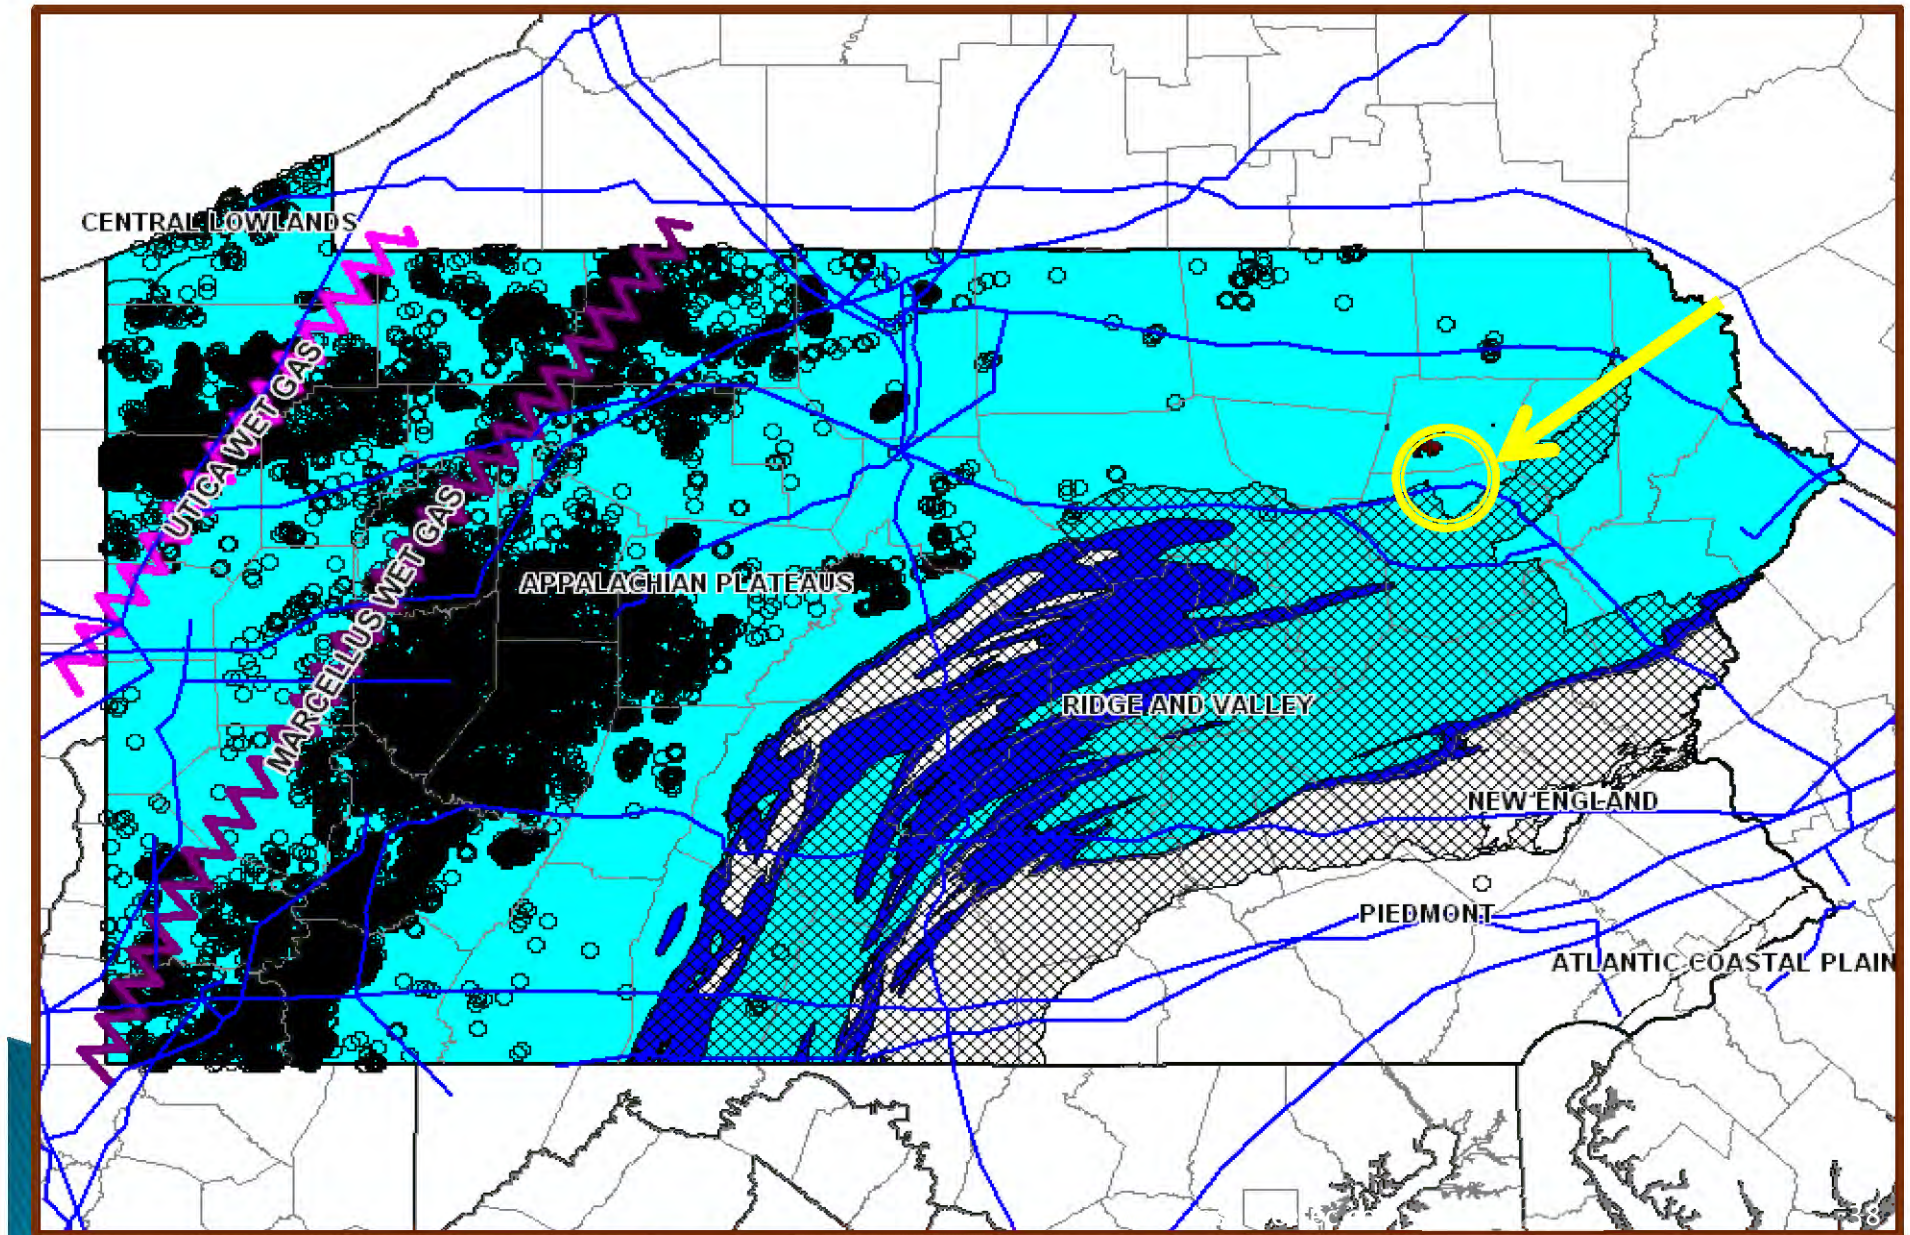 CENTRAL LOWLANDS
UTICA WET GAS
MARCELLUS WET GAS
APPALACHIAN PLATEAUS
RIDGE AND VALLEY
NEW ENGLAND
PIEDMONT
ATLANTIC COASTAL PLAIN
38